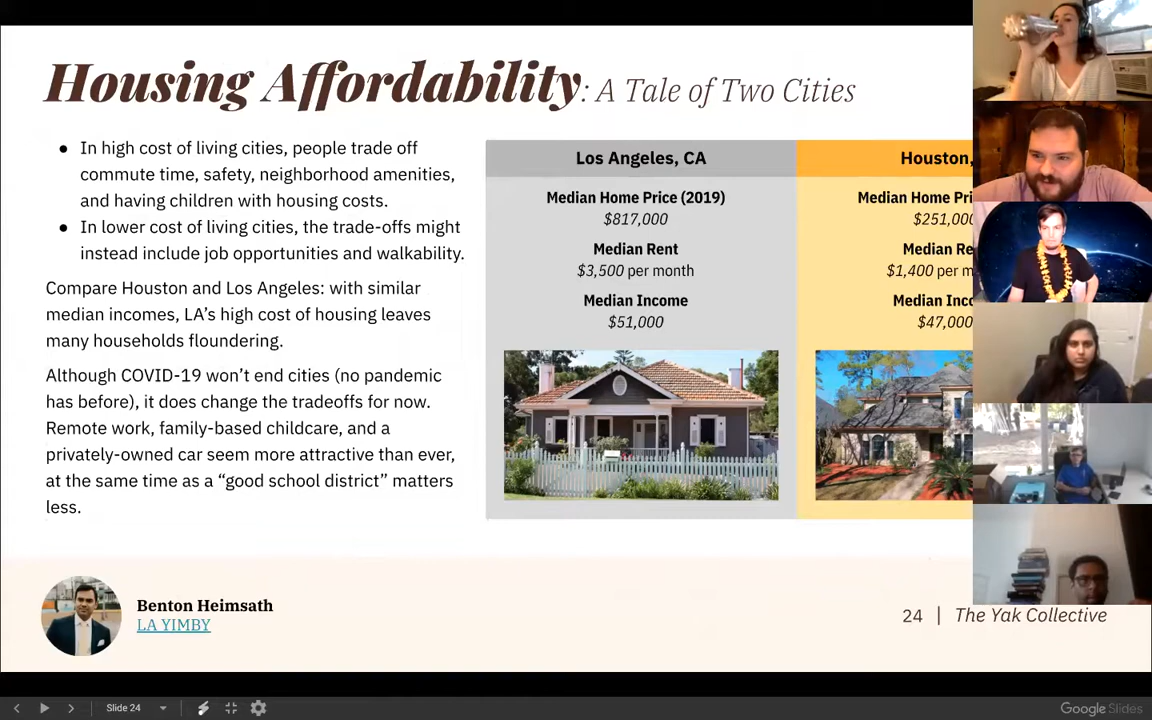 Housing Affordability: A Tale of Two Cities
● In high cost of living cities, people trade off
commute time, safety, neighborhood amenities,
and having children with housing costs.
● In lower cost of living cities, the trade-offs might
instead include job opportunities and walkability.
Compare Houston and Los Angeles: with similar
median incomes, LA’s high cost of housing leaves
many households floundering.
Although COVID-19 won’t end cities (no pandemic
has before), it does change the tradeoffs for now.
Remote work, family-based childcare, and a
privately-owned car seem more attractive than ever,
at the same time as a “good school district” matters
less.
Los Angeles, CA
Median Home Price (2019)
$817,000
Median Rent
$3,500 per month
Median Income
$51,000
Houston,
Median Home
$251,000
Median
$1,400 per
Median
$47,000
Benton Heimsath
LA YIMBY
24 | The Yak Collective
Slide 24
Google Slides